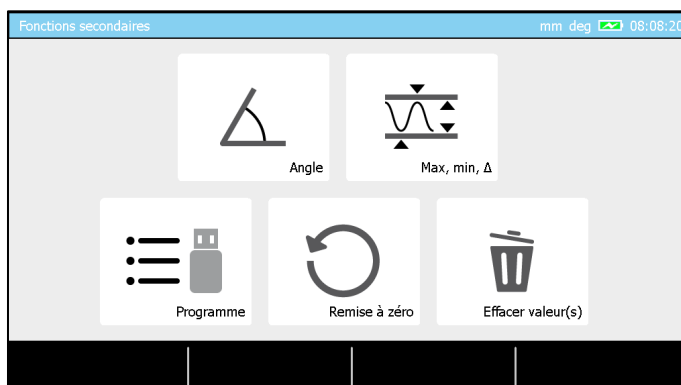 Fonctions secondaires mm deg 08:08:20
Angle Max, min, Δ
Programme Remise à zéro Effacer valeur(s)